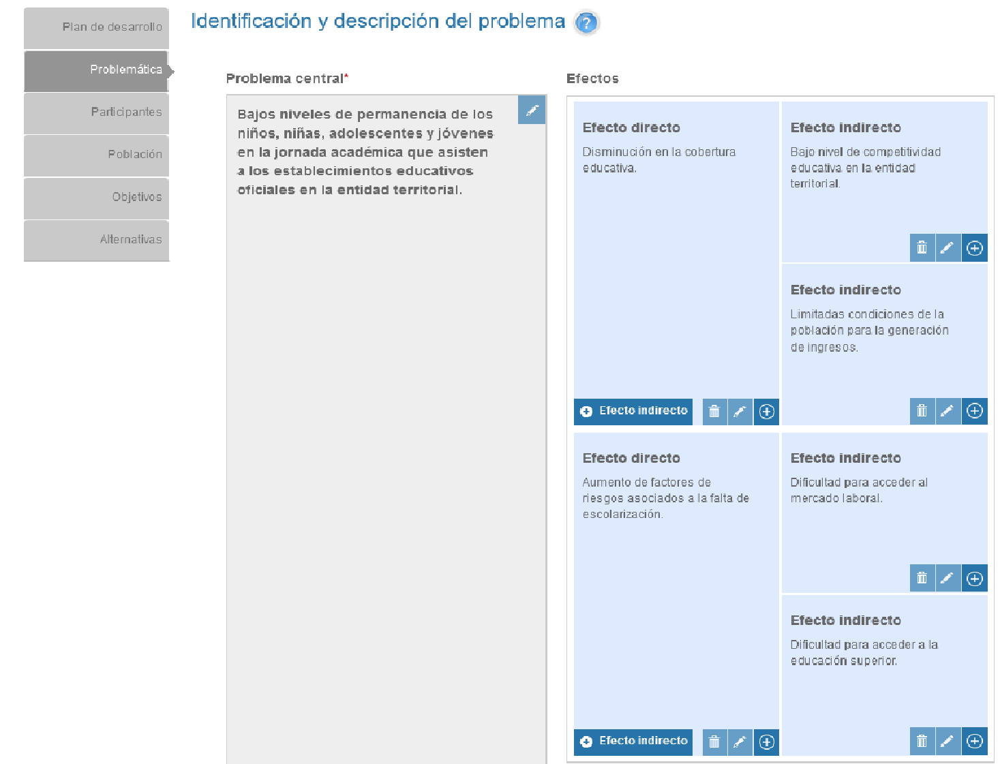 Plan de desarrollo
Problemática
Participantes
Población
Objetivos
Alternativas
Identificación y descripción del problema ?
Problema central*
Bajos niveles de permanencia de los
niños, niñas, adolescentes y jóvenes
en la jornada académica que asisten
a los establecimientos educativos
oficiales en la entidad territorial.
Efectos
Efecto directo
Disminución en la cobertura
educativa.
Efecto indirecto
Efecto indirecto
Bajo nivel de competitividad
educativa en la entidad
territorial.
Efecto indirecto
Limitadas condiciones de la
población para la generación
de ingresos.
Efecto directo
Aumento de factores de
riesgos asociados a la falta de
escolarización.
Efecto indirecto
Efecto indirecto
Dificultad para acceder al
mercado laboral.
Efecto indirecto
Dificultad para acceder a la
educación superior.